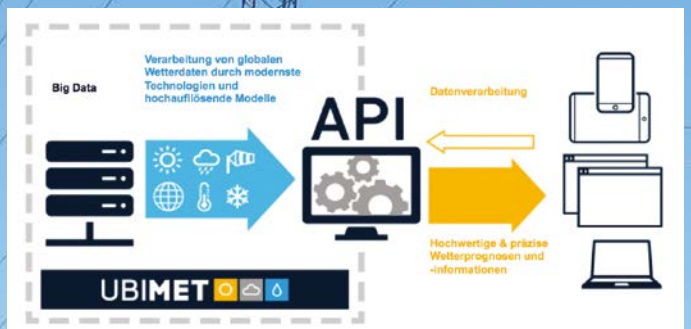 Big Data
Verarbeitung von globalen
Wetterdaten durch modernste
Technologien und
hochauflösende Modelle
API
Datenverarbeitung
Hochwertige & präzise
Wetterprognosen und
-informationen
UBIMET